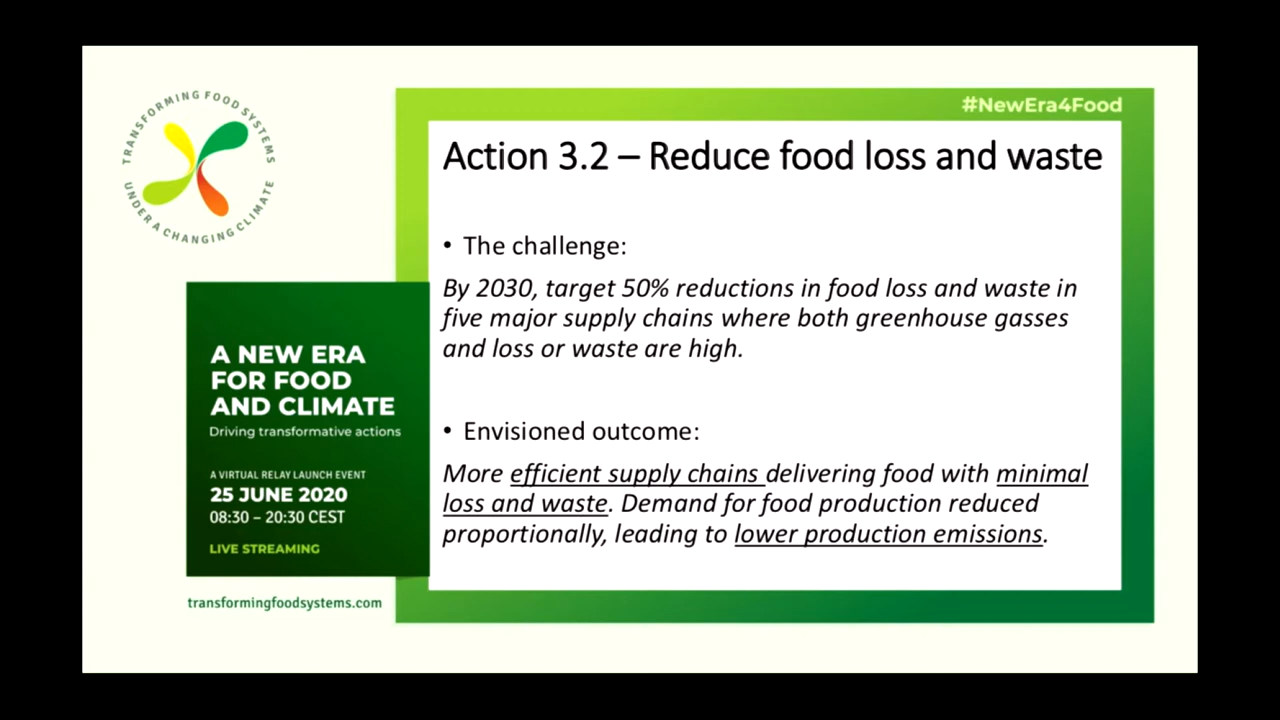 TRANSFORMING FOOD SYSTEMS
UNDER A CHANGING CLIMATE
#NewEra4Food
Action 3.2 – Reduce food loss and waste
• The challenge:
By 2030, target 50% reductions in food loss and waste in
five major supply chains where both greenhouse gasses
and loss or waste are high.
• Envisioned outcome:
More efficient supply chains delivering food with minimal
loss and waste. Demand for food production reduced
proportionally, leading to lower production emissions.
A NEW ERA
FOR FOOD
AND CLIMATE
Driving transformative actions
A VIRTUAL RELAY LAUNCH EVENT
25 JUNE 2020
08:30 – 20:30 CEST
LIVE STREAMING
transformingfoodsystems.com